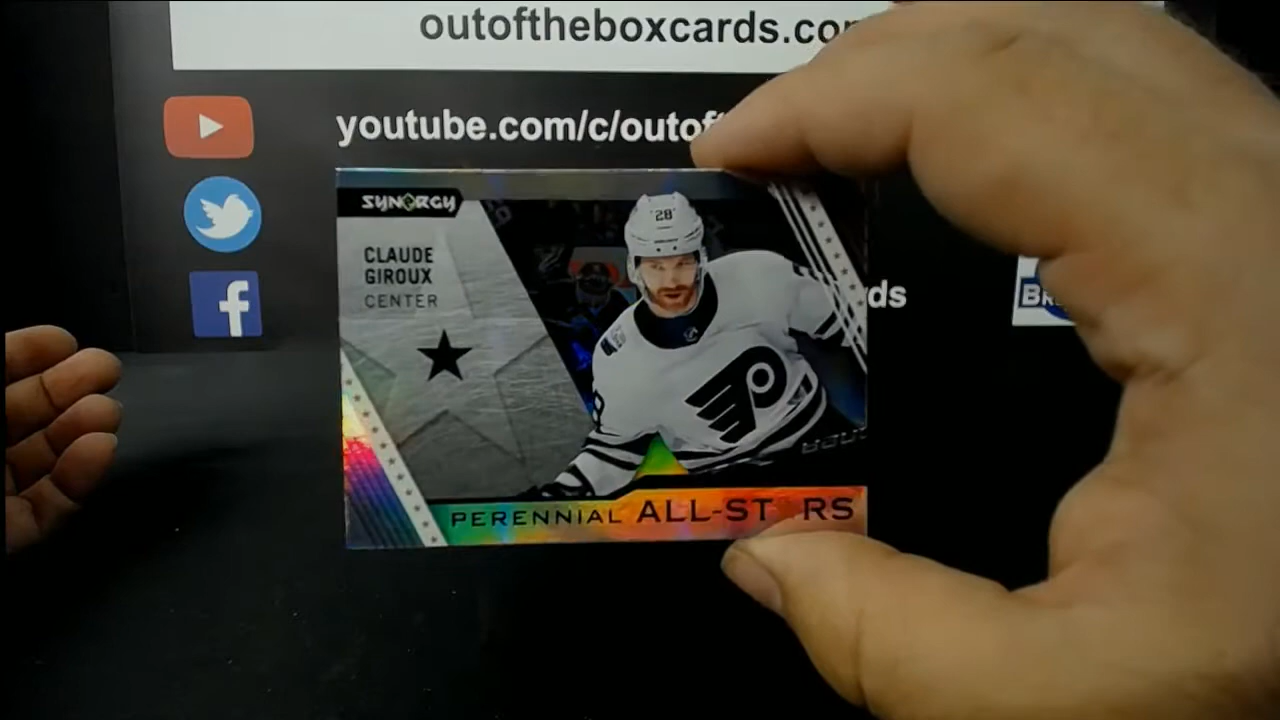 outoftheboxcards.co
youtube.com/c/outof
SYNERGY
CLAUDE
GIROUX
CENTER
28
ds
PERENNIAL ALL-ST RS